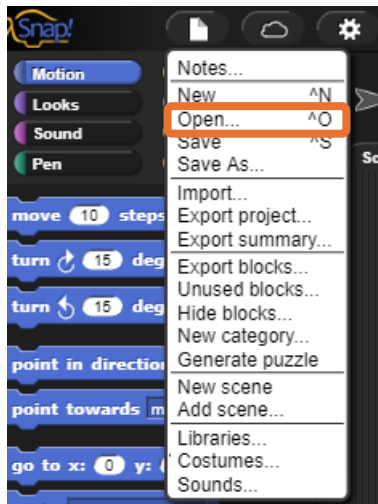 Snap!
Motion
Looks
Sound
Pen
move 10 steps
turn 15 deg
turn 15 deg
point in direction
point towards m
go to x: 0 y:
Notes...
New ^N
Open... ^O
Save ^S
Save As...
Import...
Export project...
Export summary...
Export blocks...
Unused blocks...
Hide blocks...
New category...
Generate puzzle
New scene
Add scene...
Libraries...
Costumes...
Sounds...
Sc